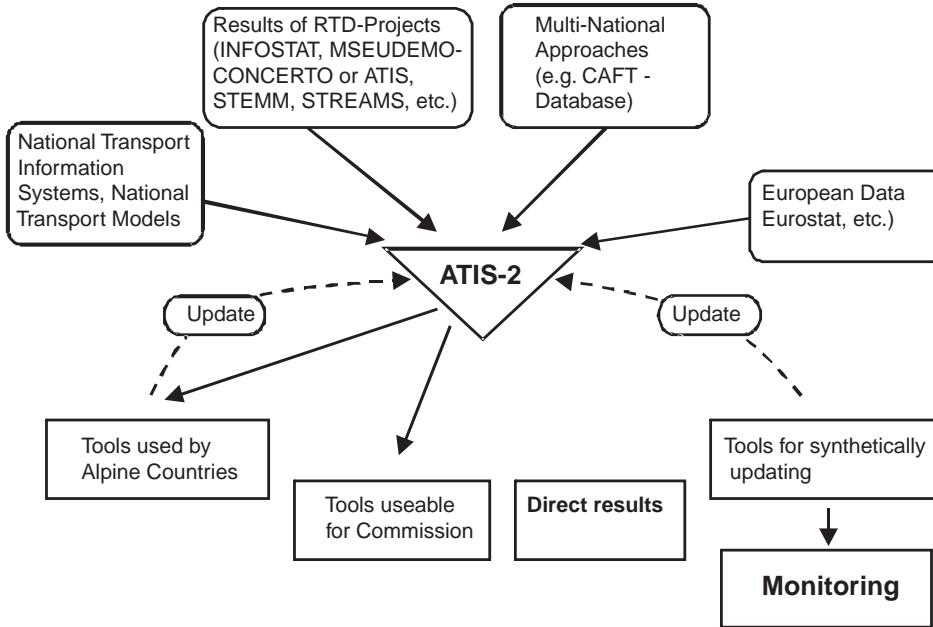 Results of RTD-Projects
(INFOSTAT, MSEUDEMO-
CONCERTO or ATIS,
STEMM, STREAMS, etc.)
Multi-National
Approaches
(e.g. CAFT -
Database)
National Transport
Information
Systems, National
Transport Models
European Data
Eurostat, etc.)
ATIS-2
Update
Update
Tools used by
Alpine Countries
Tools for synthetically
updating
Tools useable
for Commission
Direct results
Monitoring